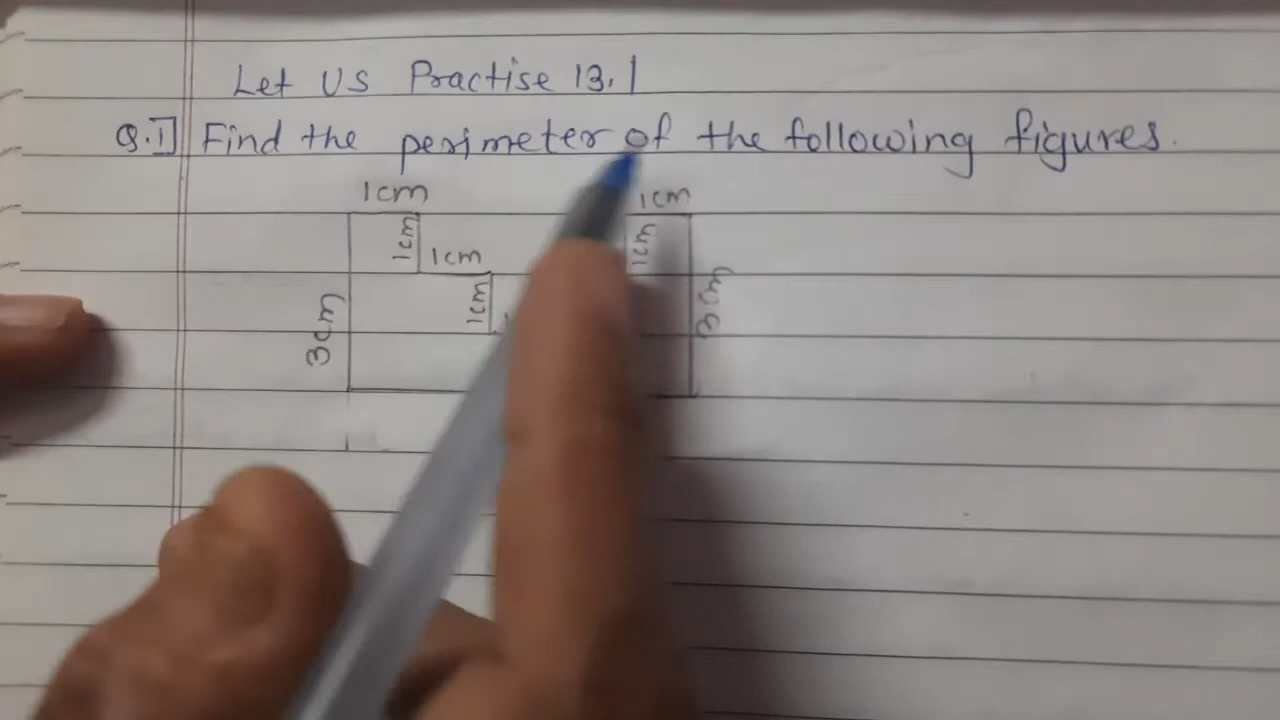 Let US Practise 13.1
Q.1] Find the perimeter of the following figures.
1cm 1cm
1cm 1cm 1cm
1cm
3cm 3cm